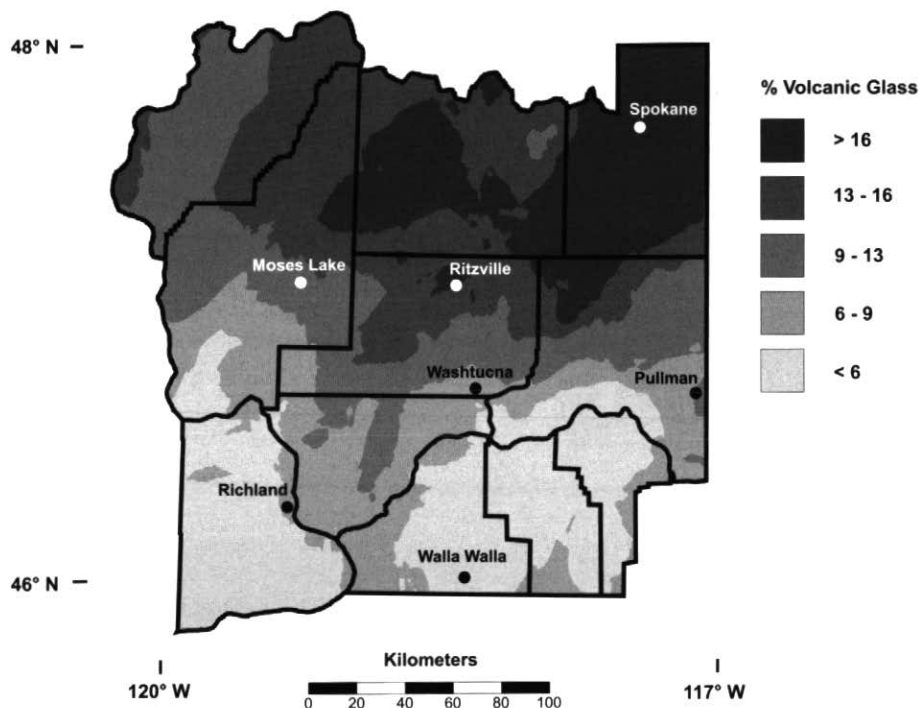 48° N
% Volcanic Glass
Spokane
> 16
13 - 16
9 - 13
Moses Lake
Ritzville
6 - 9
Washtucna
Pullman
< 6
Richland
46° N
Walla Walla
Kilometers
120° W
0 20 40 60 80 100
117° W